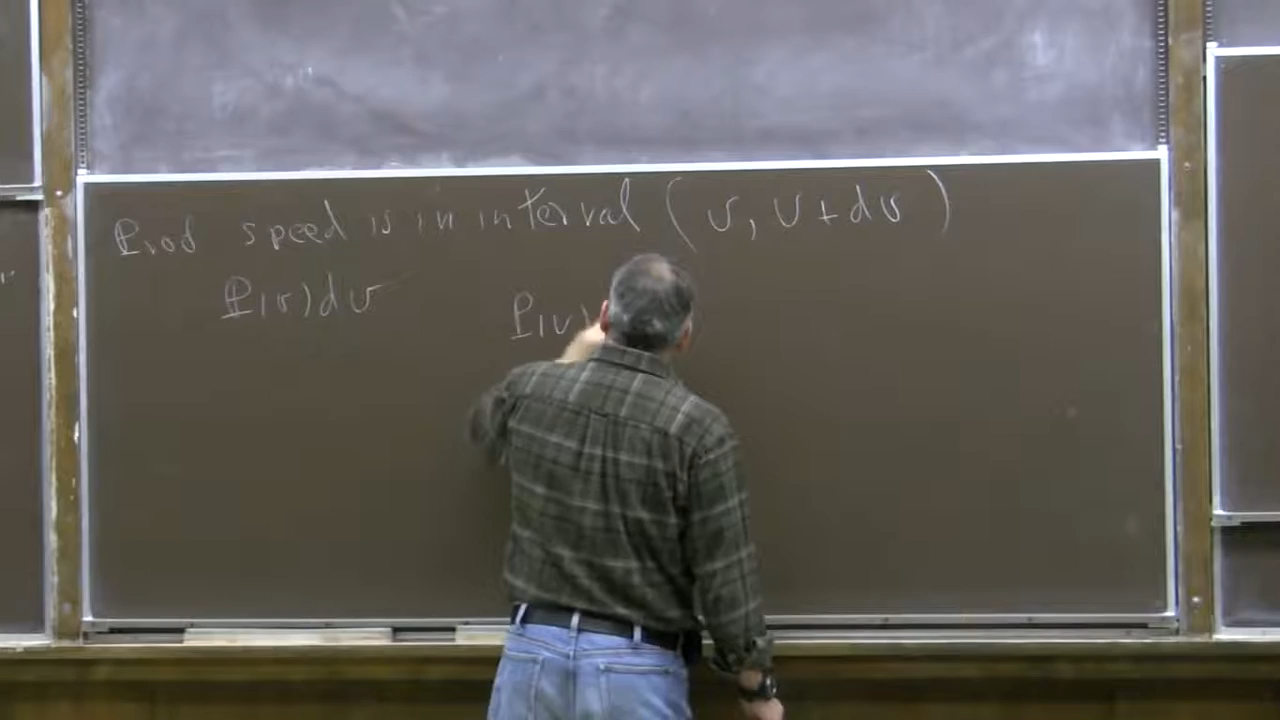 Prob speed is in interval (v, v + dv)
P(v)dv P(v)